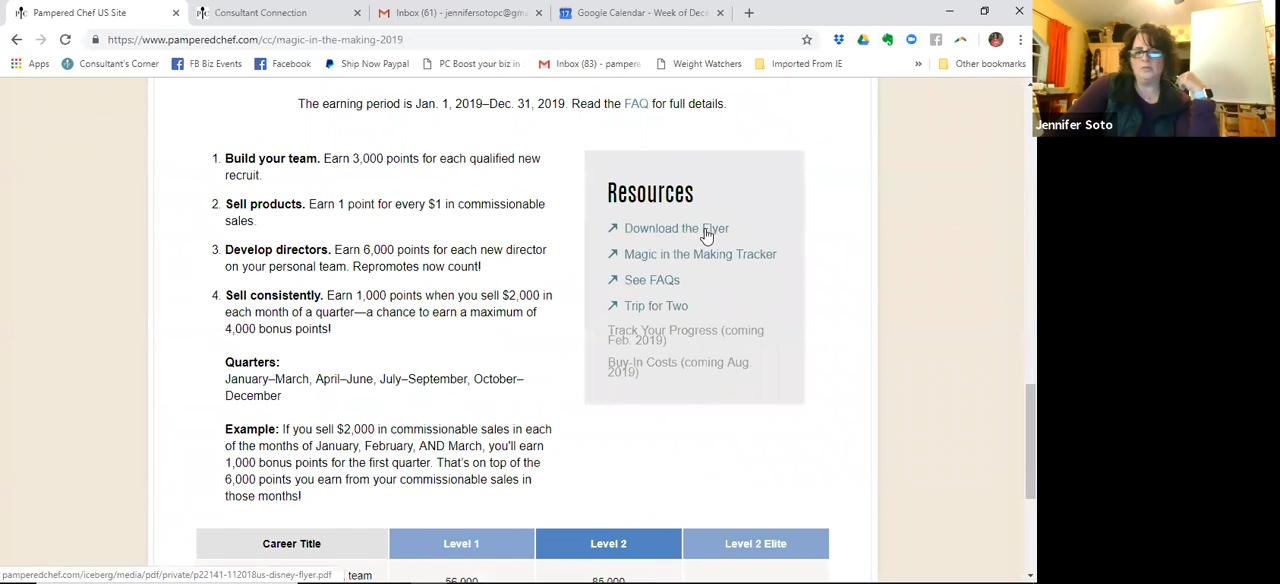 Pampered Chef US Site
Consultant Connection
Inbox (61) - jennifersotopc@gm
Google Calendar - Week of Dec
https://www.pamperedchef.com/cc/magic-in-the-making-2019
Apps
Consultant's Corner
FB Biz Events
Facebook
Ship Now Paypal
5 Boost your biz in
Inbox (83) - pampere
Weight Watchers
Imported From IE
»
Other bookmarks
Jennifer Soto
The earning period is Jan. 1, 2019–Dec. 31, 2019. Read the FAQ for full details.
1. Build your team. Earn 3,000 points for each qualified new
recruit.
2. Sell products. Earn 1 point for every $1 in commissionable
sales.
3. Develop directors. Earn 6,000 points for each new director
on your personal team. Repromotes now count!
4. Sell consistently. Earn 1,000 points when you sell $2,000 in
each month of a quarter—a chance to earn a maximum of
4,000 bonus points!
Quarters:
January–March, April–June, July–September, October–
December
Example: If you sell $2,000 in commissionable sales in each
of the months of January, February, AND March, you'll earn
1,000 bonus points for the first quarter. That's on top of the
6,000 points you earn from your commissionable sales in
those months!
Resources
Download the Flyer
Magic in the Making Tracker
See FAQs
Trip for Two
Track Your Progress (coming
Feb. 2019)
Buy-In Costs (coming Aug.
2019)
Career Title
Level 1
Level 2
Level 2 Elite
team
56,000
85,000
pamperedchef.com/iceberg/media/pdf/private/p22141-112018us-disney-flyer.pdf